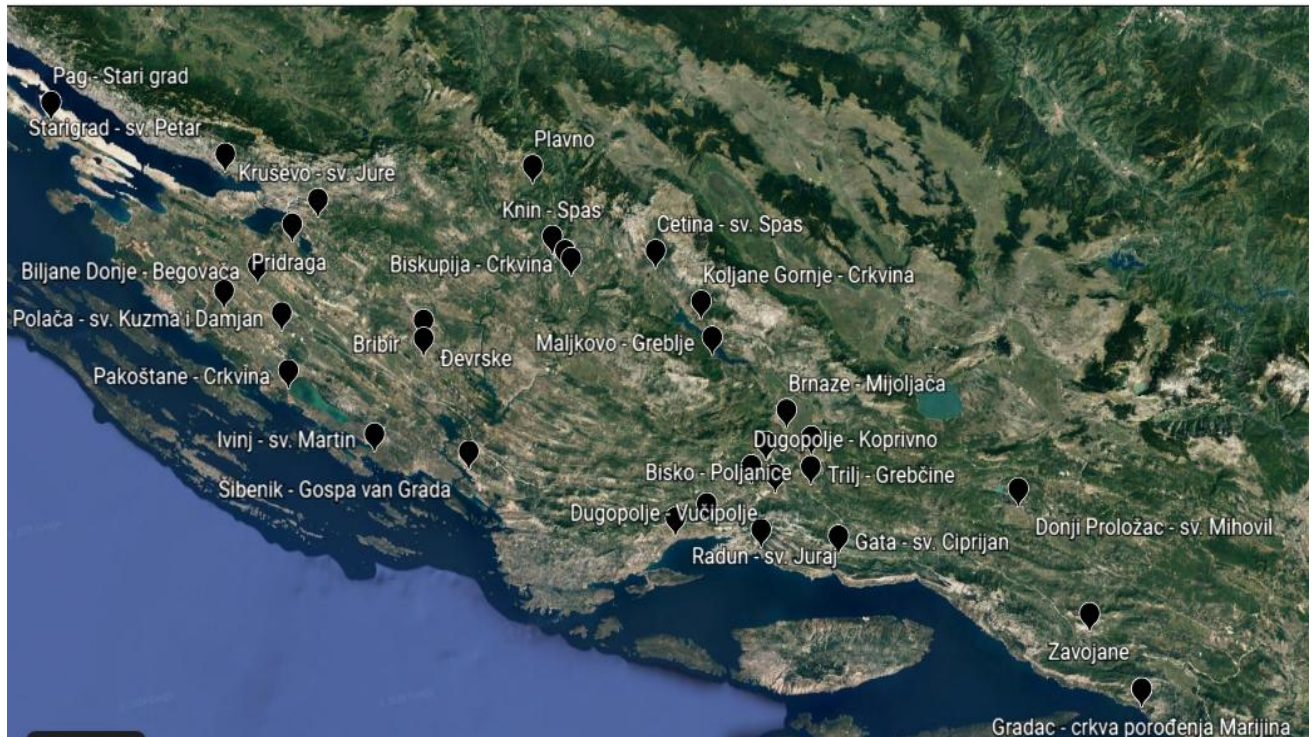 Pag - Stari grad
Starigrad - sv. Petar
Plavno
Kruševo - sv. Jure
Knin - Spas
Cetina - sv. Spas
Pridraga
Biskupija - Crkvina
Biljane Donje - Begovača
Koljane Gornje - Crkvina
Polača - sv. Kuzma i Damjan
Bribir
Maljkovo - Greblje
Đevrske
Pakoštane - Crkvina
Brnaze - Mijoljača
Ivinj - sv. Martin
Dugopolje - Koprivno
Bisko - Poljanice
Trilj - Grebčine
Šibenik - Gospa van Grada
Dugopolje - Vučipolje
Donji Proložac - sv. Mihovil
Radun - sv. Juraj
Gata - sv. Ciprijan
Zavojane
Gradac - crkva porođenja Marijina